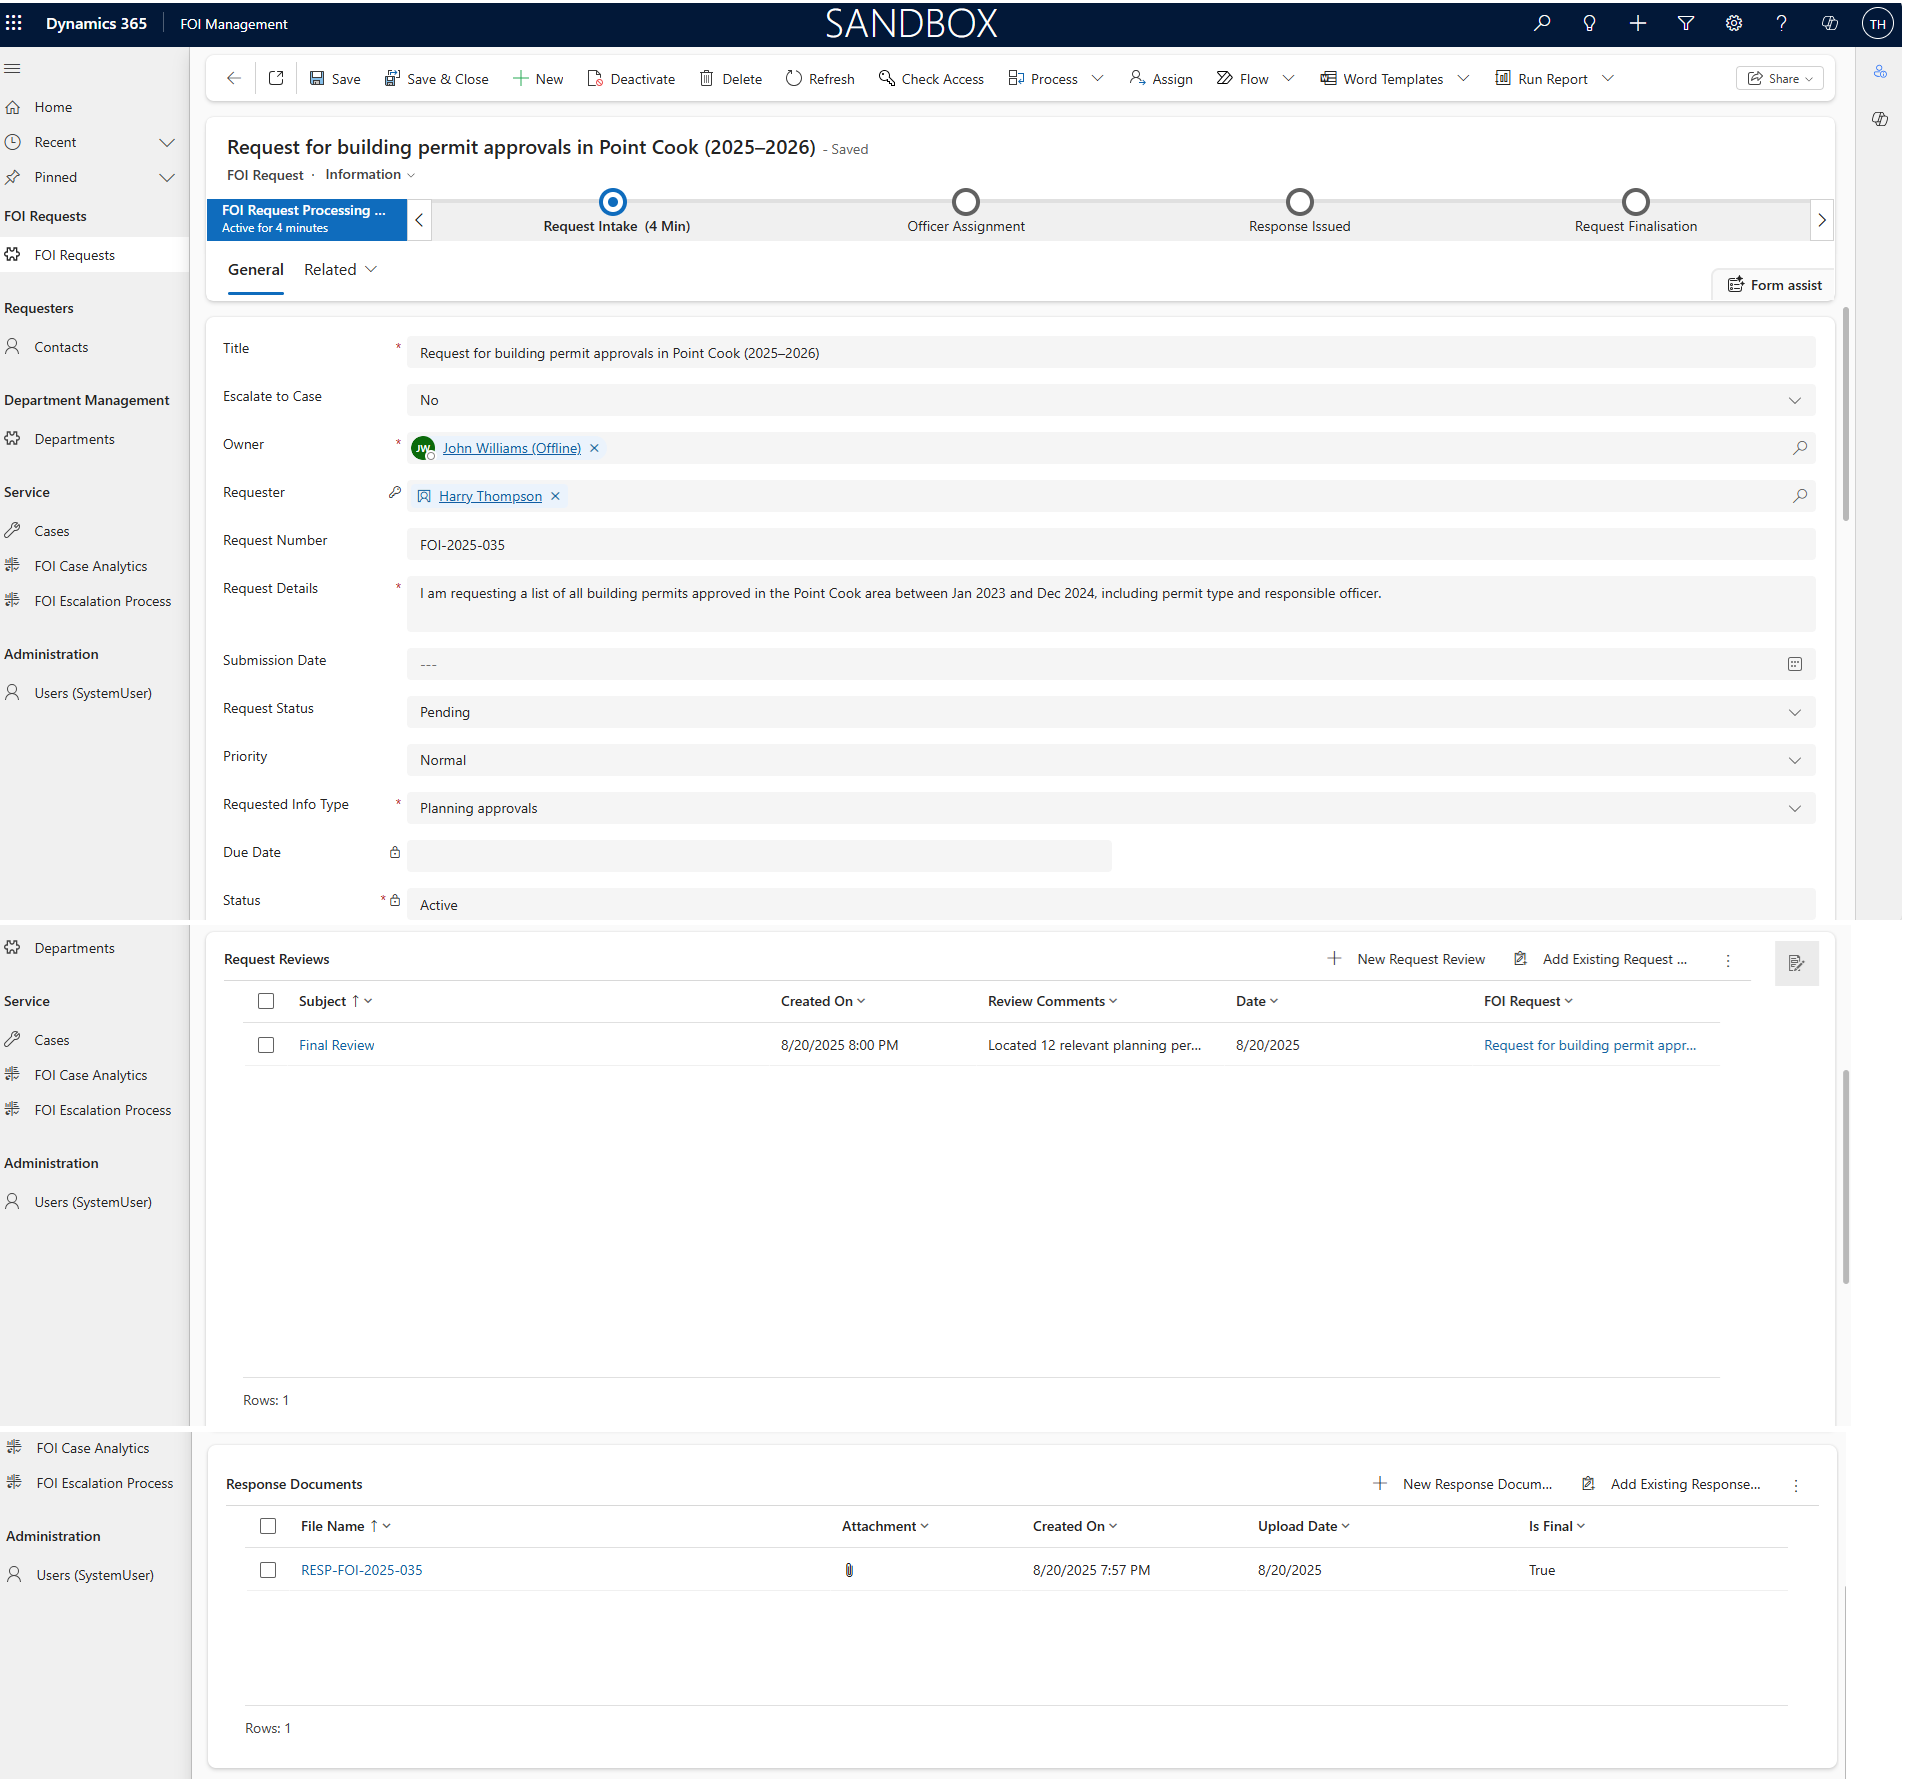 Dynamics 365 FOI Management SANDBOX TH
Save Save & Close New Deactivate Delete Refresh Check Access Process Assign Flow Word Templates Run Report Share
Home
Recent
Pinned
FOI Requests
FOI Requests
Requesters
Contacts
Department Management
Departments
Service
Cases
FOI Case Analytics
FOI Escalation Process
Administration
Users (SystemUser)
Request for building permit approvals in Point Cook (2025–2026) - Saved
FOI Request · Information
FOI Request Processing ...
Active for 4 minutes
Request Intake (4 Min) Officer Assignment Response Issued Request Finalisation
General Related
Form assist
Title * Request for building permit approvals in Point Cook (2025–2026)
Escalate to Case No
Owner * JW John Williams (Offline)
Requester Harry Thompson
Request Number FOI-2025-035
Request Details * I am requesting a list of all building permits approved in the Point Cook area between Jan 2023 and Dec 2024, including permit type and responsible officer.
Submission Date ---
Request Status Pending
Priority Normal
Requested Info Type * Planning approvals
Due Date
Status * Active
Departments
Service
Cases
FOI Case Analytics
FOI Escalation Process
Administration
Users (SystemUser)
Request Reviews New Request Review Add Existing Request ...
Subject Created On Review Comments Date FOI Request
Final Review 8/20/2025 8:00 PM Located 12 relevant planning per... 8/20/2025 Request for building permit appr...
Rows: 1
FOI Case Analytics
FOI Escalation Process
Administration
Users (SystemUser)
Response Documents New Response Docum... Add Existing Response...
File Name Attachment Created On Upload Date Is Final
RESP-FOI-2025-035 8/20/2025 7:57 PM 8/20/2025 True
Rows: 1